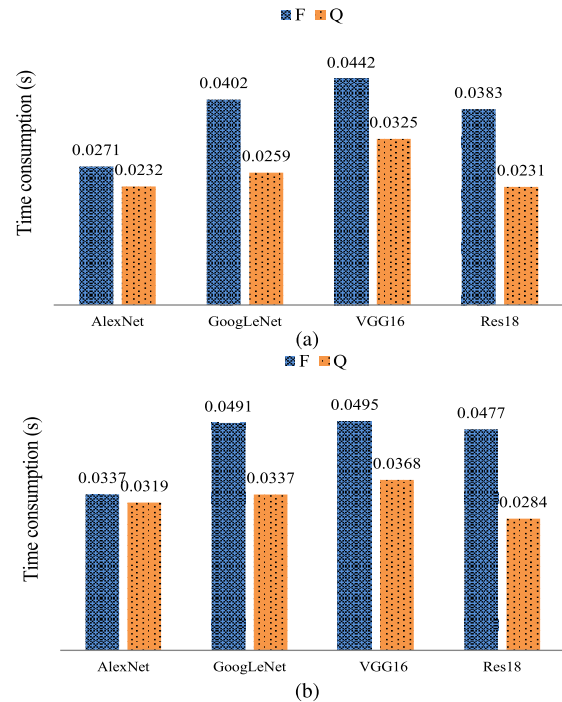 F Q
Time consumption (s)
0.0271 0.0232 0.0402 0.0259 0.0442 0.0325 0.0383 0.0231
AlexNet GoogLeNet VGG16 Res18
(a)
F Q
Time consumption (s)
0.0337 0.0319 0.0491 0.0337 0.0495 0.0368 0.0477 0.0284
AlexNet GoogLeNet VGG16 Res18
(b)